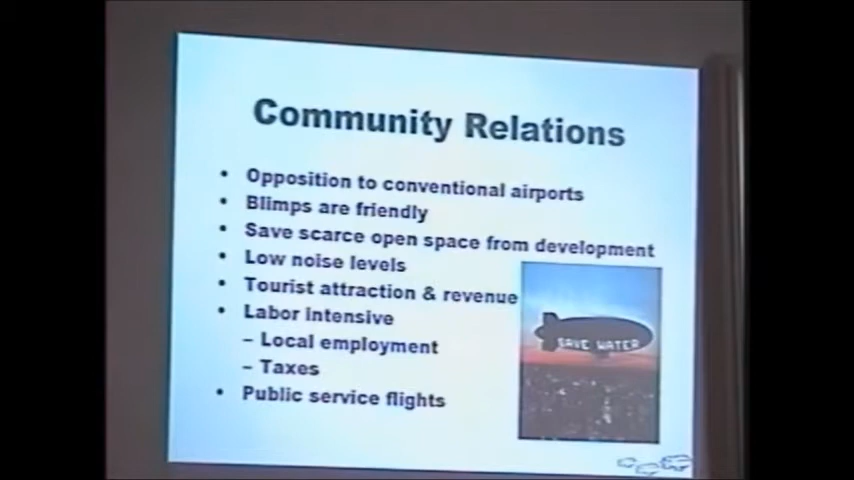 Community Relations
• Opposition to conventional airports
• Blimps are friendly
• Save scarce open space from development
• Low noise levels
• Tourist attraction & revenue
• Labor intensive
– Local employment
– Taxes
• Public service flights
SAVE WATER